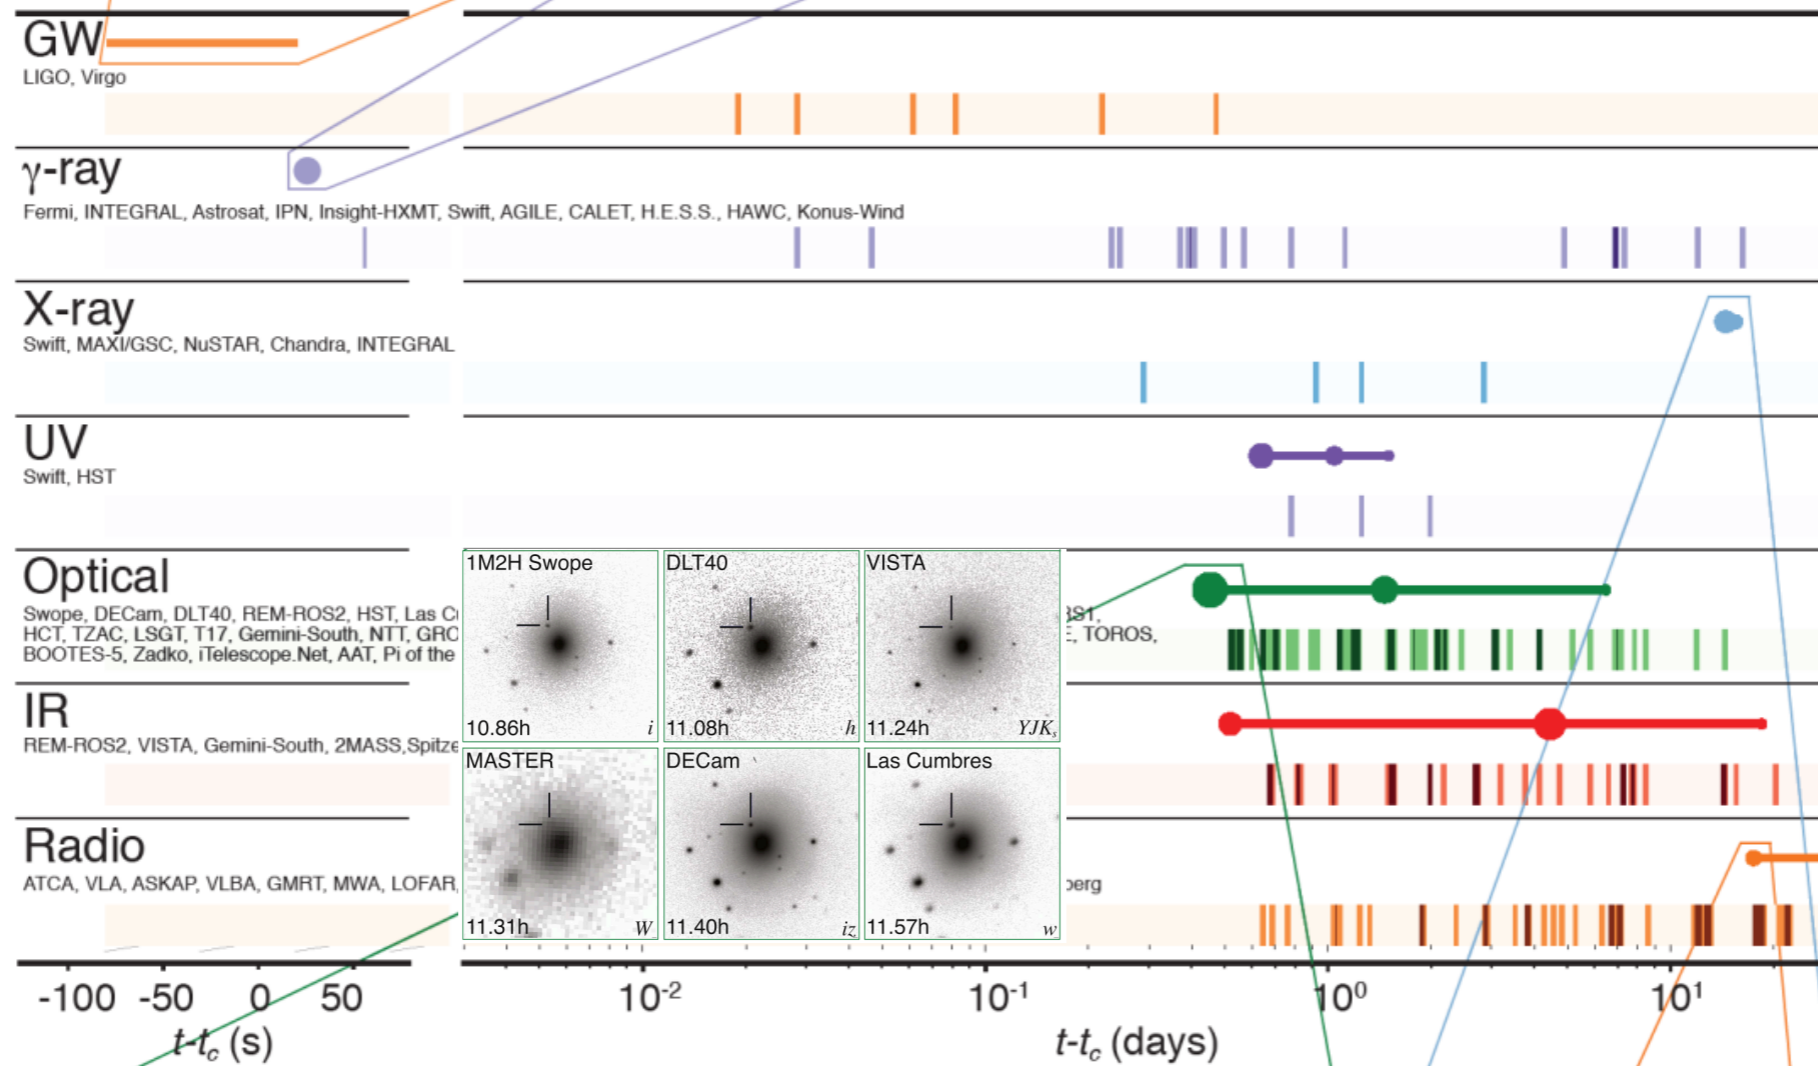 GW
LIGO, Virgo
γ-ray
Fermi, INTEGRAL, Astrosat, IPN, Insight-HXMT, Swift, AGILE, CALET, H.E.S.S., HAWC, Konus-Wind
X-ray
Swift, MAXI/GSC, NuSTAR, Chandra, INTEGRAL
UV
Swift, HST
Optical
Swope, DECam, DLT40, REM-ROS2, HST, Las
HCT, TZAC, LSGT, T17, Gemini-South, NTT,
E, TOROS,
BOOTES-5, Zadko, iTelescope.Net, AAT, Pi of the
1M2H Swope
10.86h
i
DLT40
11.08h
h
VISTA
11.24h
YJKs
IR
REM-ROS2, VISTA, Gemini-South, 2MASS,Spitze
MASTER
11.31h
W
DECam
11.40h
iz
Las Cumbres
11.57h
w
Radio
ATCA, VLA, ASKAP, VLBA, GMRT, MWA, LOFAR,
berg
-100 -50 0 50
10-2 10-1 100 101
t-tc (s)
t-tc (days)